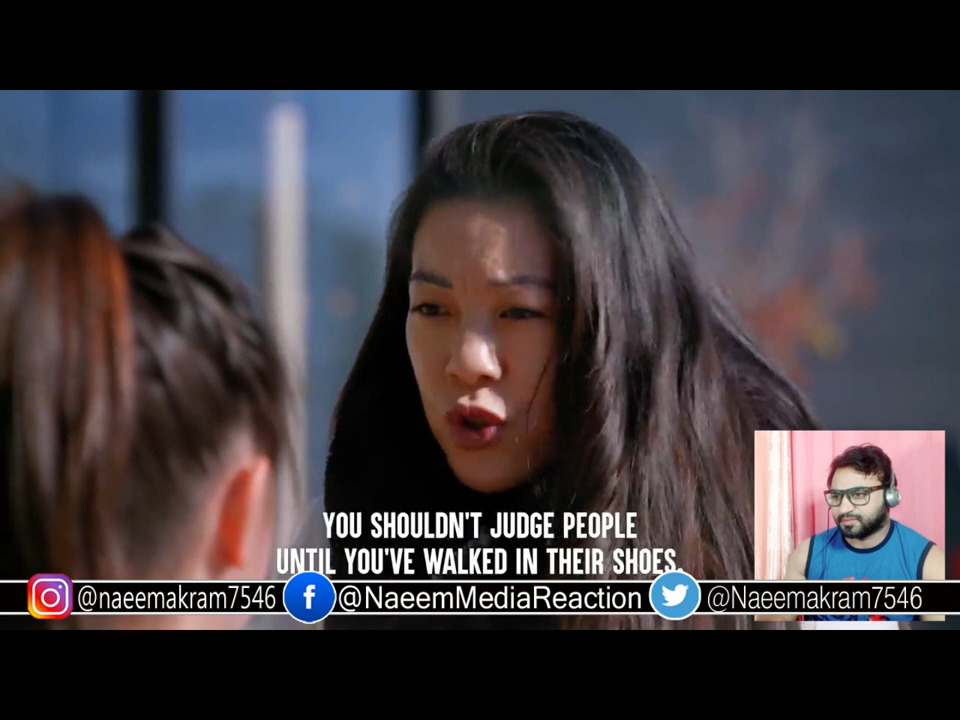 YOU SHOULDN'T JUDGE PEOPLE
UNTIL YOU'VE WALKED IN THEIR SHOES.
@naeemakram7546 @NaeemMediaReaction @Naeemakram7546